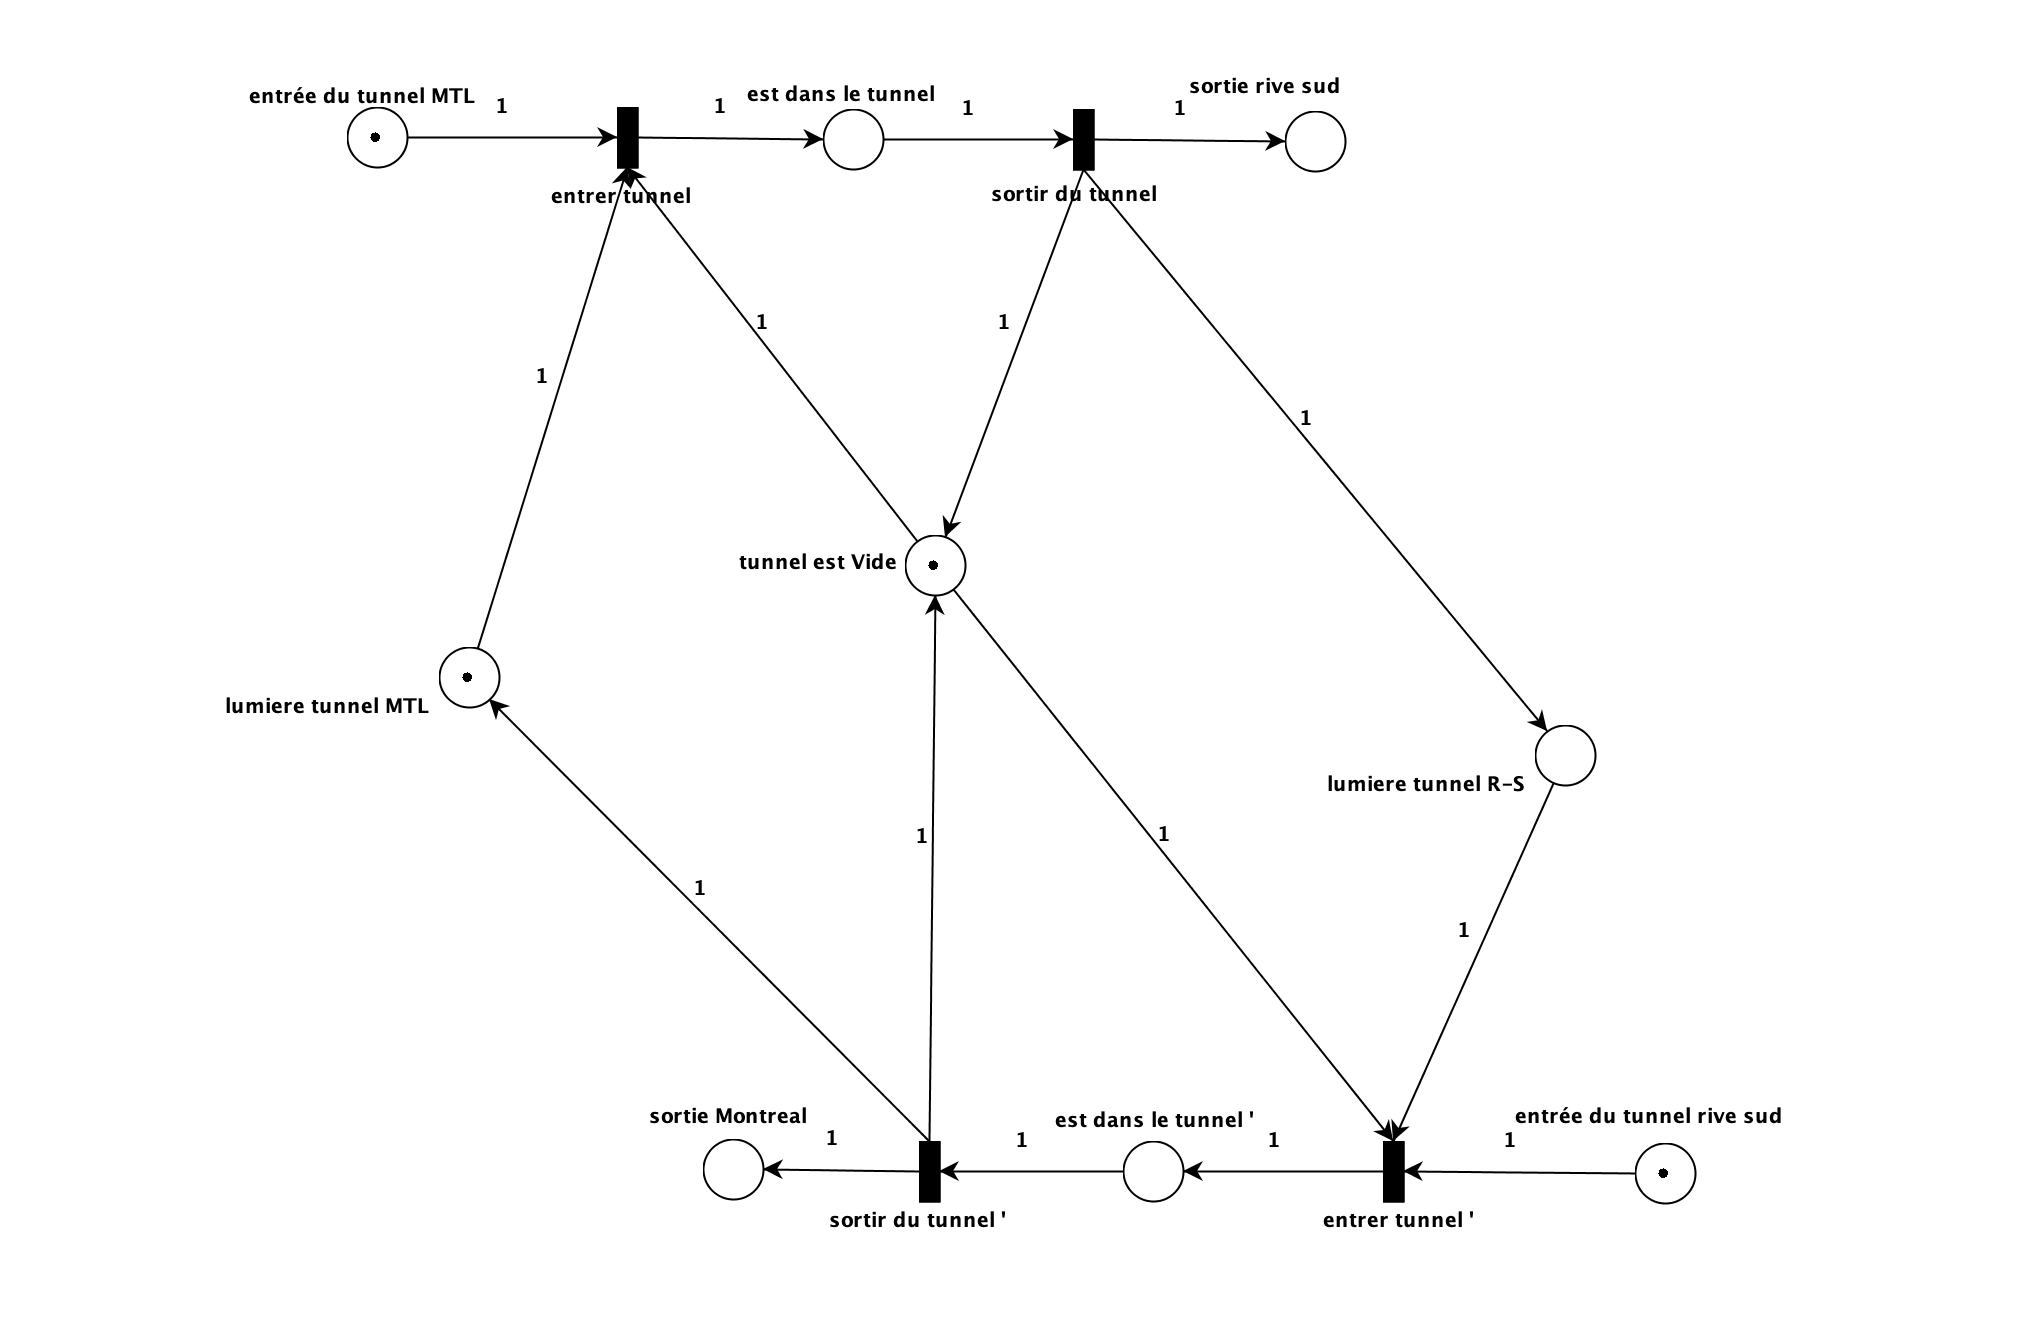 sortie rive sud
entrée du tunnel MTL
est dans le tunnel
1
1
1
1
entrer tunnel
sortir du tunnel
1
1
1
1
tunnel est Vide
lumiere tunnel MTL
lumiere tunnel R-S
1
1
1
1
sortie Montreal
est dans le tunnel '
entrée du tunnel rive sud
1
1
1
1
sortir du tunnel '
entrer tunnel '